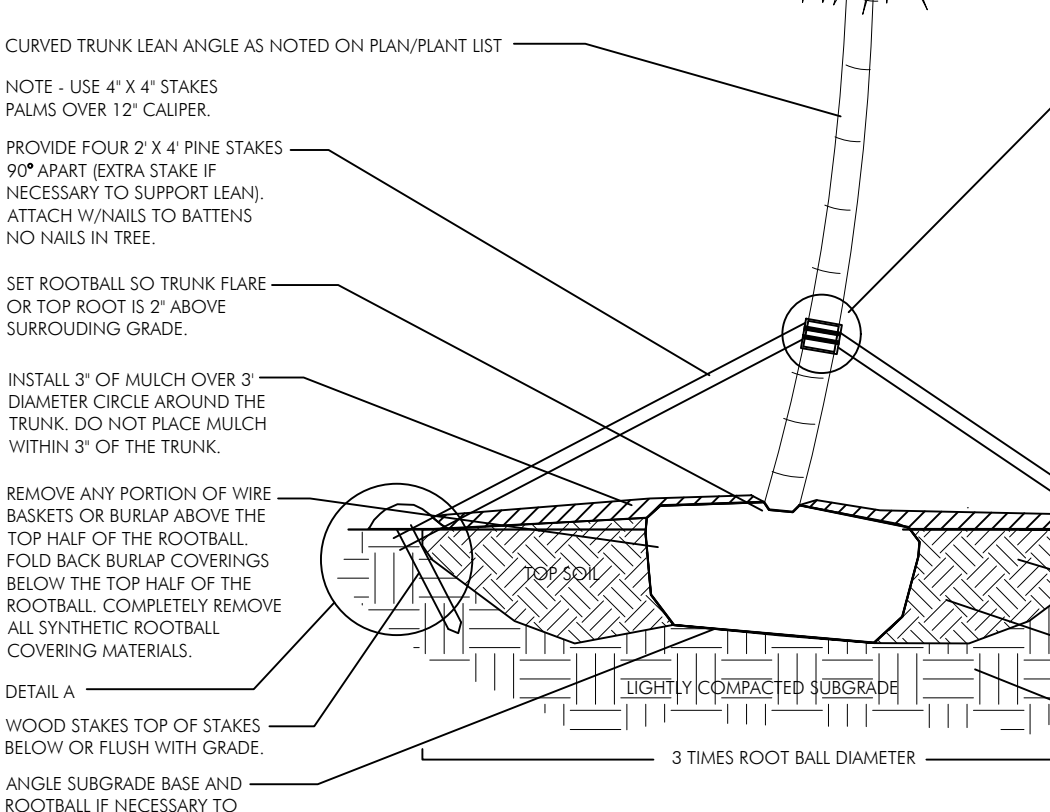 CURVED TRUNK LEAN ANGLE AS NOTED ON PLAN/PLANT LIST
NOTE - USE 4" X 4" STAKES
PALMS OVER 12" CALIPER.
PROVIDE FOUR 2' X 4' PINE STAKES
90° APART (EXTRA STAKE IF
NECESSARY TO SUPPORT LEAN).
ATTACH W/NAILS TO BATTENS
NO NAILS IN TREE.
SET ROOTBALL SO TRUNK FLARE
OR TOP ROOT IS 2" ABOVE
SURROUDING GRADE.
INSTALL 3" OF MULCH OVER 3'
DIAMETER CIRCLE AROUND THE
TRUNK. DO NOT PLACE MULCH
WITHIN 3" OF THE TRUNK.
REMOVE ANY PORTION OF WIRE
BASKETS OR BURLAP ABOVE THE
TOP HALF OF THE ROOTBALL.
FOLD BACK BURLAP COVERINGS
BELOW THE TOP HALF OF THE
ROOTBALL. COMPLETELY REMOVE
ALL SYNTHETIC ROOTBALL
COVERING MATERIALS.
DETAIL A
WOOD STAKES TOP OF STAKES
BELOW OR FLUSH WITH GRADE.
ANGLE SUBGRADE BASE AND
ROOTBALL IF NECESSARY TO
TOP SOIL
LIGHTLY COMPACTED SUBGRADE
3 TIMES ROOT BALL DIAMETER